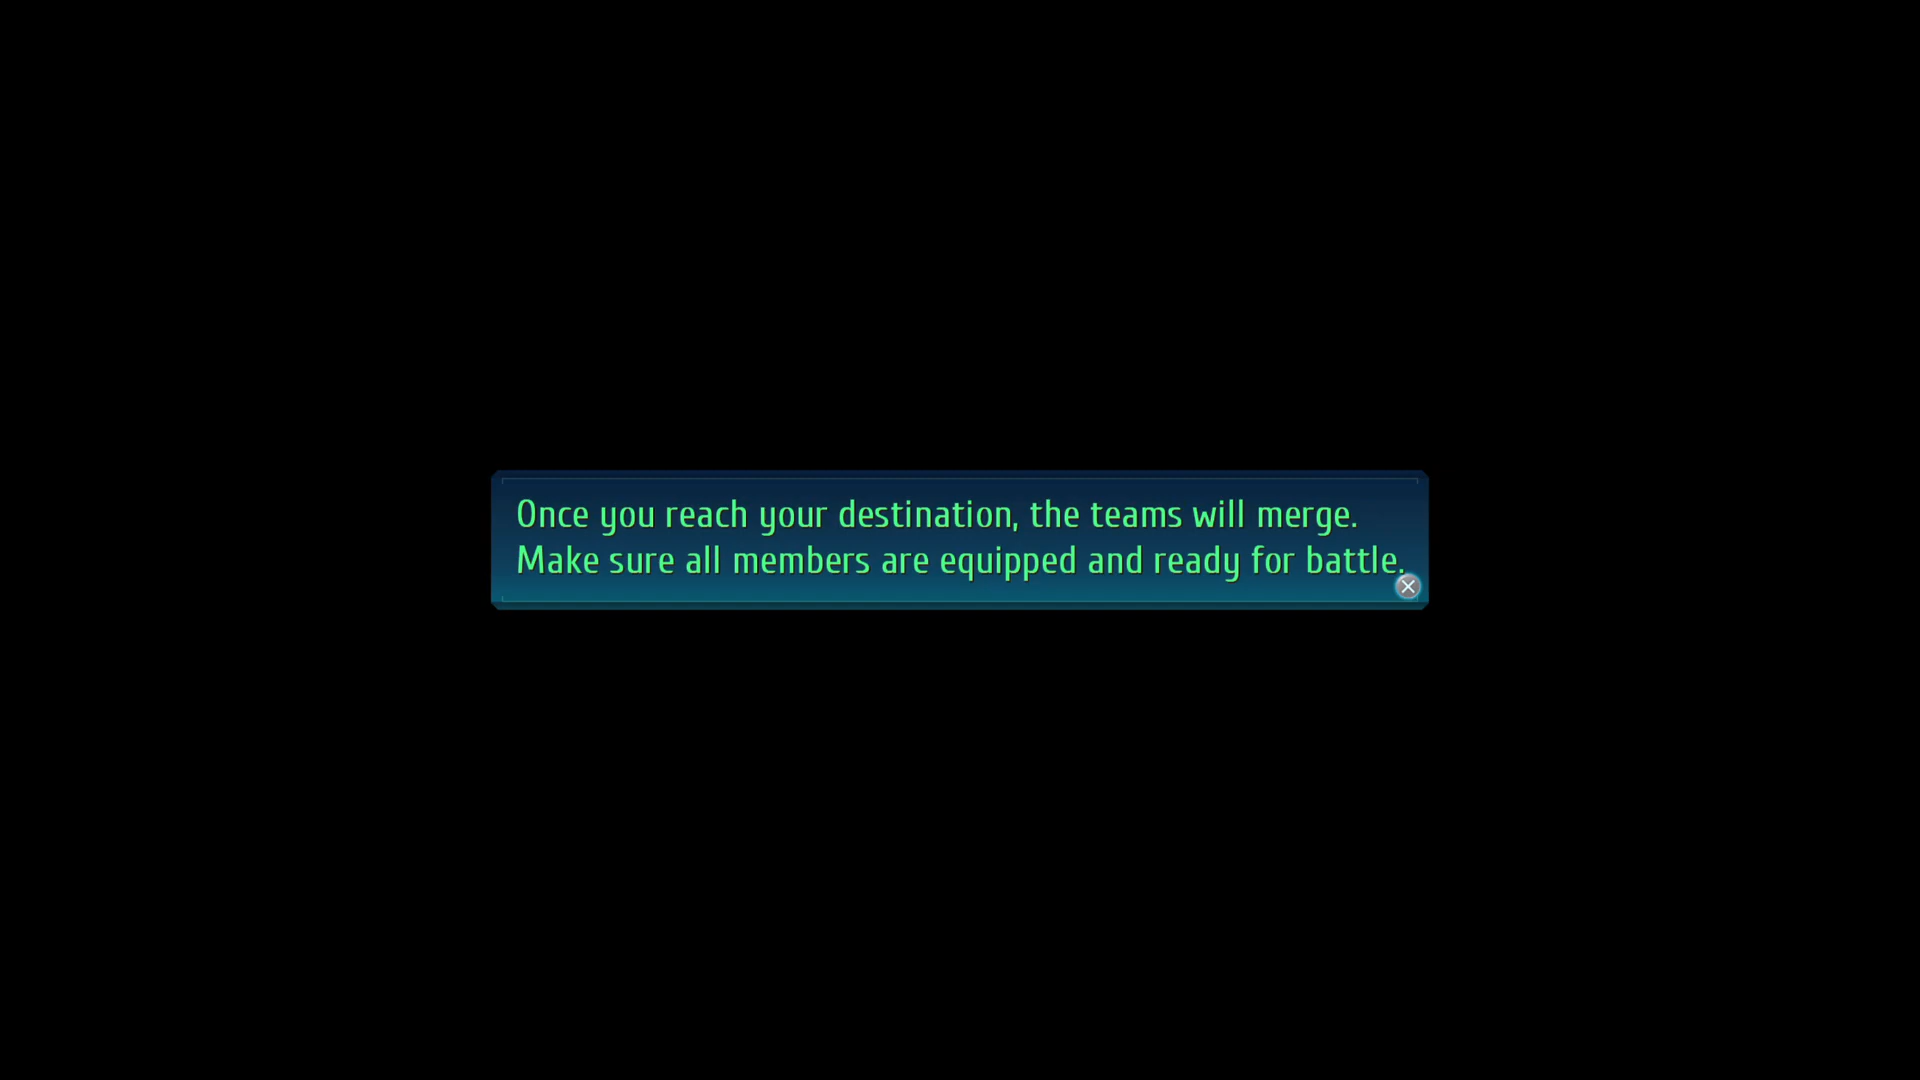 Once you reach your destination, the teams will merge.
Make sure all members are equipped and ready for battle.